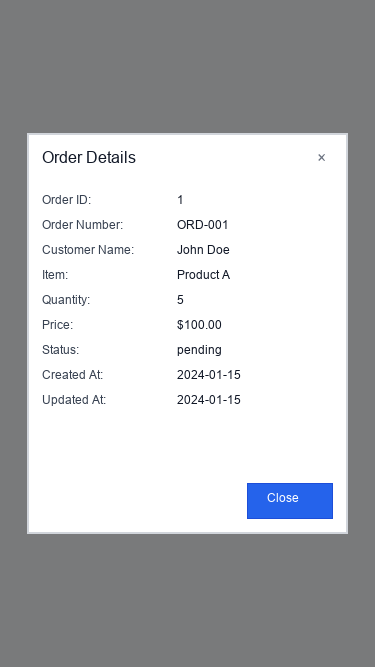 Order Details ×
Order ID: 1
Order Number: ORD-001
Customer Name: John Doe
Item: Product A
Quantity: 5
Price: $100.00
Status: pending
Created At: 2024-01-15
Updated At: 2024-01-15
Close